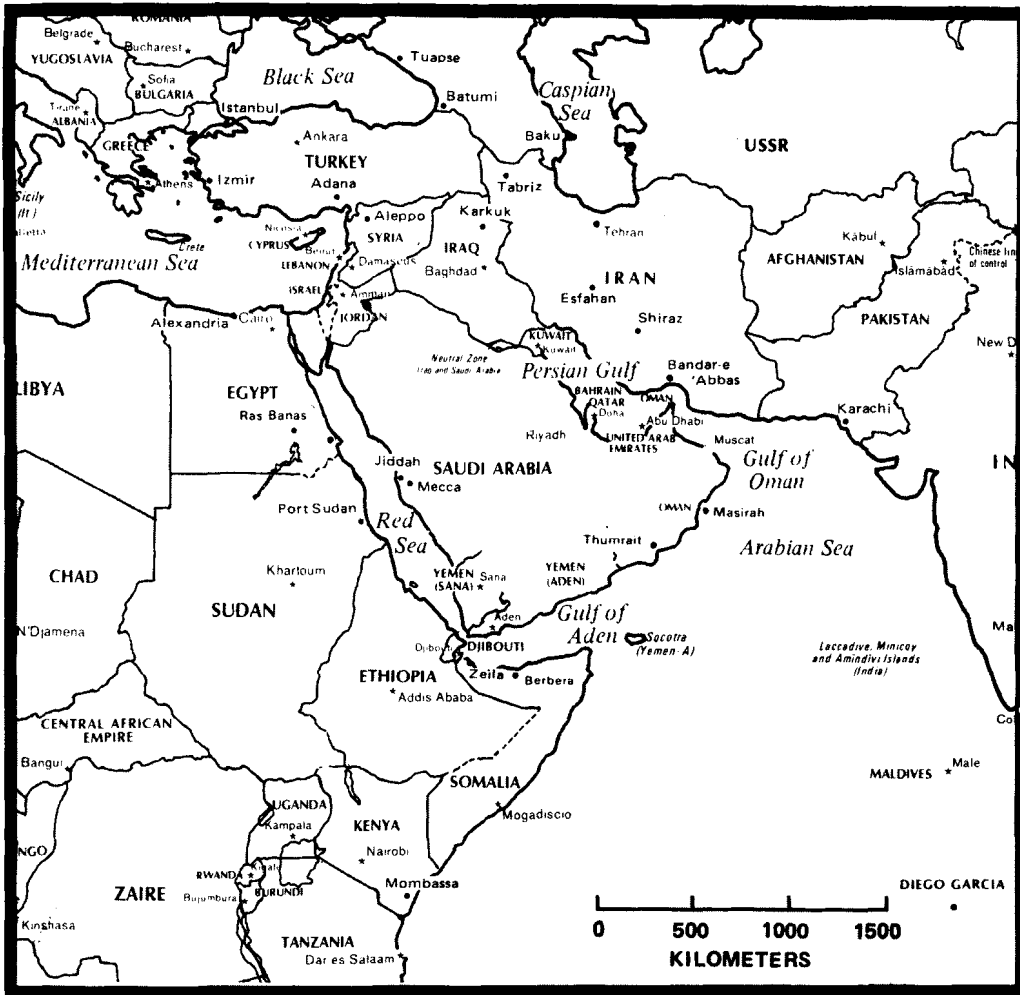 ROMANIA
Belgrade
YUGOSLAVIA
Bucharest
Sofia
BULGARIA
Tirane
ALBANIA
GREECE
Athens
Istanbul
Black Sea
Tuapse
Batumi
Caspian
Sea
Baku
USSR
Ankara
TURKEY
Izmir
Adana
Tabriz
Sicily
(It.)
Crete
Mediterranean Sea
Nicosia
CYPRUS
Aleppo
SYRIA
Beirut
LEBANON
Damascus
ISRAEL
Amman
JORDAN
Karkuk
IRAQ
Baghdad
Tehran
IRAN
Esfahan
Shiraz
Kabul
AFGHANISTAN
Islāmābād
Chinese line
of control
PAKISTAN
New D
Alexandria
Cairo
KUWAIT
Kuwait
Neutral Zone
Iraq and Saudi Arabia
Persian Gulf
Bandar-e
'Abbas
Karachi
LIBYA
EGYPT
Ras Banas
BAHRAIN
QATAR
Doha
OMAN
Abu Dhabi
UNITED ARAB
EMIRATES
Riyadh
Muscat
Gulf of
Oman
IN
Jiddah
Mecca
SAUDI ARABIA
OMAN
Masirah
Port Sudan
Red
Sea
Thumrait
Arabian Sea
CHAD
Khartoum
SUDAN
YEMEN
(SANA)
Sana
YEMEN
(ADEN)
Aden
Gulf of
Aden
Socotra
(Yemen-A)
N'Djamena
Djibouti
DJIBOUTI
Zeila
Berbera
ETHIOPIA
Addis Ababa
Ma
Laccadive, Minicoy
and Amindivi Islands
(India)
Co
CENTRAL AFRICAN
EMPIRE
Bangui
SOMALIA
Mogadiscio
MALDIVES
Male
UGANDA
Kampala
KENYA
Nairobi
NGO
ZAIRE
RWANDA
Kigali
Bujumbura
BURUNDI
Mombassa
Kinshasa
TANZANIA
Dar es Salaam
DIEGO GARCIA
0 500 1000 1500
KILOMETERS